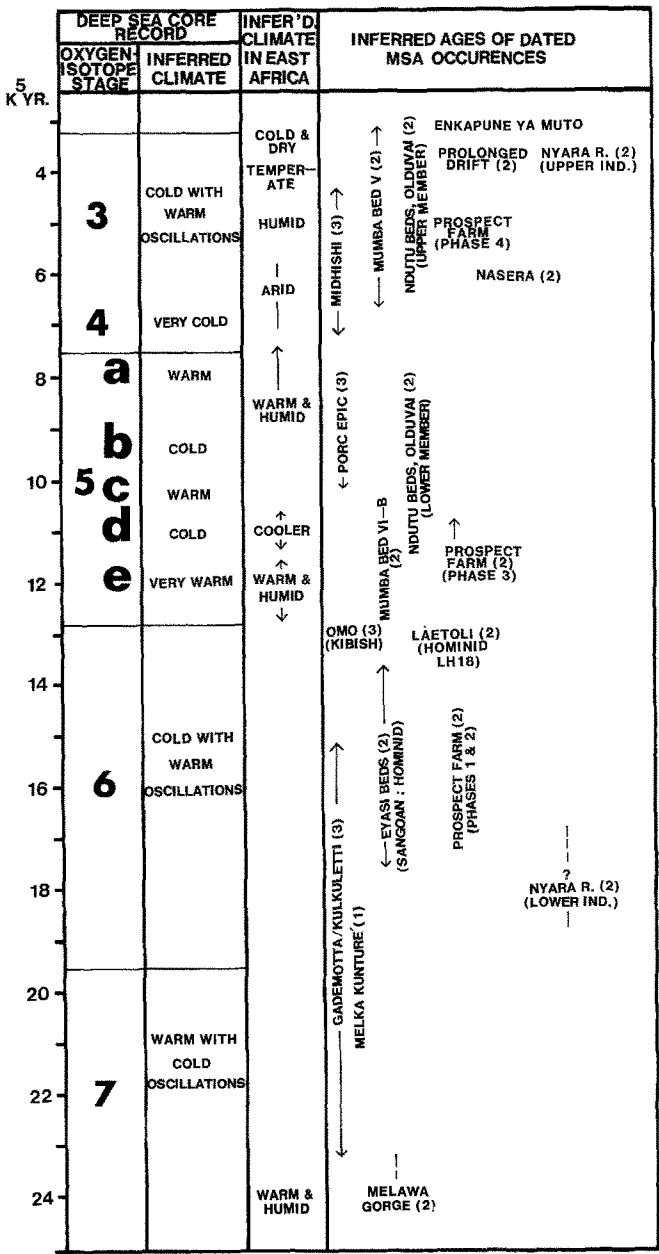 DEEP SEA CORE
RECORD
OXYGEN-
ISOTOPE
STAGE
INFERRED
CLIMATE
INFER'D.
CLIMATE
IN EAST
AFRICA
INFERRED AGES OF DATED
MSA OCCURENCES
5
K YR.
4
6
8
10
12
14
16
18
20
22
24
3
4
a
b
5 c
d
e
6
7
COLD WITH
WARM
OSCILLATIONS
VERY COLD
WARM
COLD
WARM
COLD
VERY WARM
COLD WITH
WARM
OSCILLATIONS
WARM WITH
COLD
OSCILLATIONS
COLD &
DRY
TEMPER-
ATE
HUMID
ARID
WARM &
HUMID
COOLER
WARM &
HUMID
WARM &
HUMID
MIDHISHI (3)
MUMBA BED V (2)
NDUTU BEDS, OLDUVAI (2)
(UPPER MEMBER)
ENKAPUNE YA MUTO
PROLONGED
DRIFT (2)
NYARA R. (2)
(UPPER IND.)
PROSPECT
FARM
(PHASE 4)
NASERA (2)
PORC EPIC (3)
MUMBA BED VI-B
(2)
NDUTU BEDS, OLDUVAI (2)
(LOWER MEMBER)
PROSPECT
FARM (2)
(PHASE 3)
OMO (3)
(KIBISH)
LAETOLI (2)
(HOMINID
LH18)
GADEMOTTA/KULKULETTI (3)
MELKA KUNTURÉ (1)
EYASI BEDS (2)
(SANGOAN : HOMINID)
PROSPECT FARM (2)
(PHASES 1 & 2)
?
NYARA R. (2)
(LOWER IND.)
MELAWA
GORGE (2)